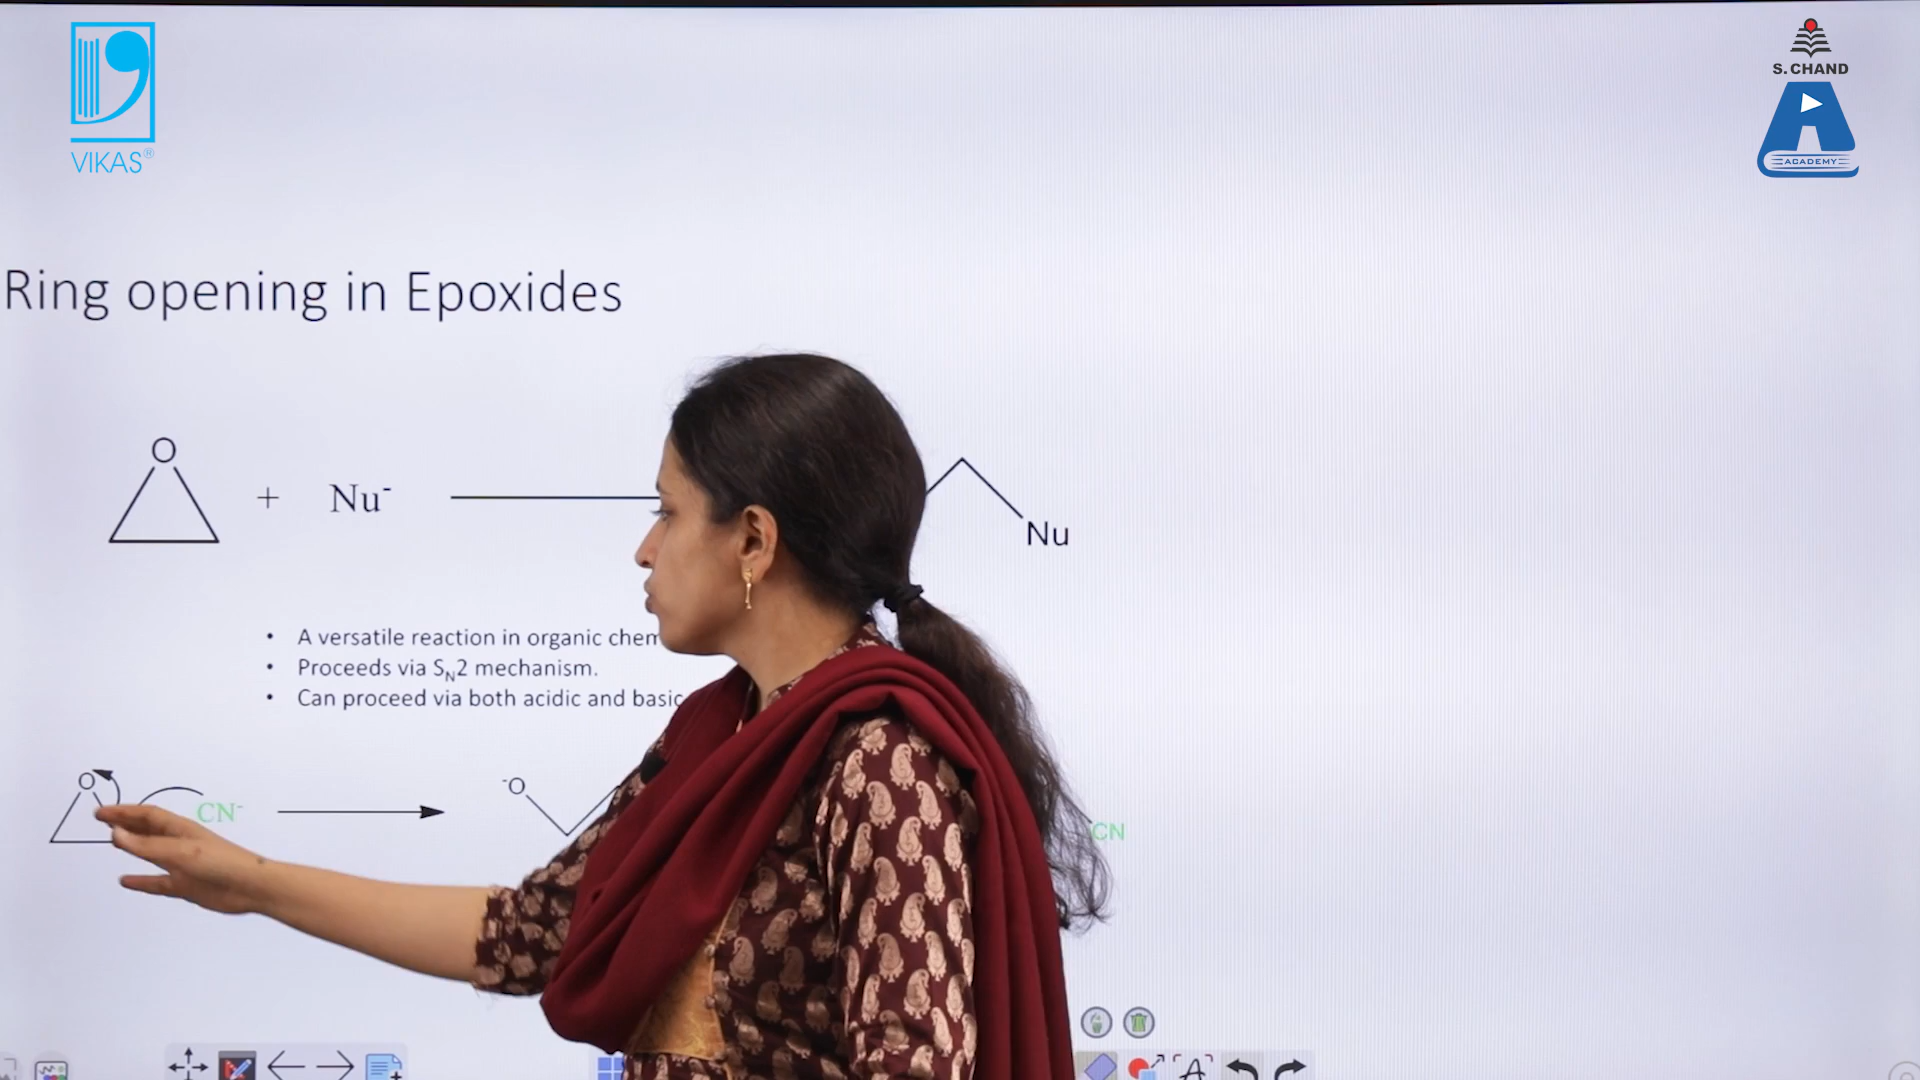 VIKAS®
S. CHAND
ACADEMY
Ring opening in Epoxides
O
+ Nu-
Nu
• A versatile reaction in organic chem
• Proceeds via SN2 mechanism.
• Can proceed via both acidic and basic
O
CN-
-O
CN